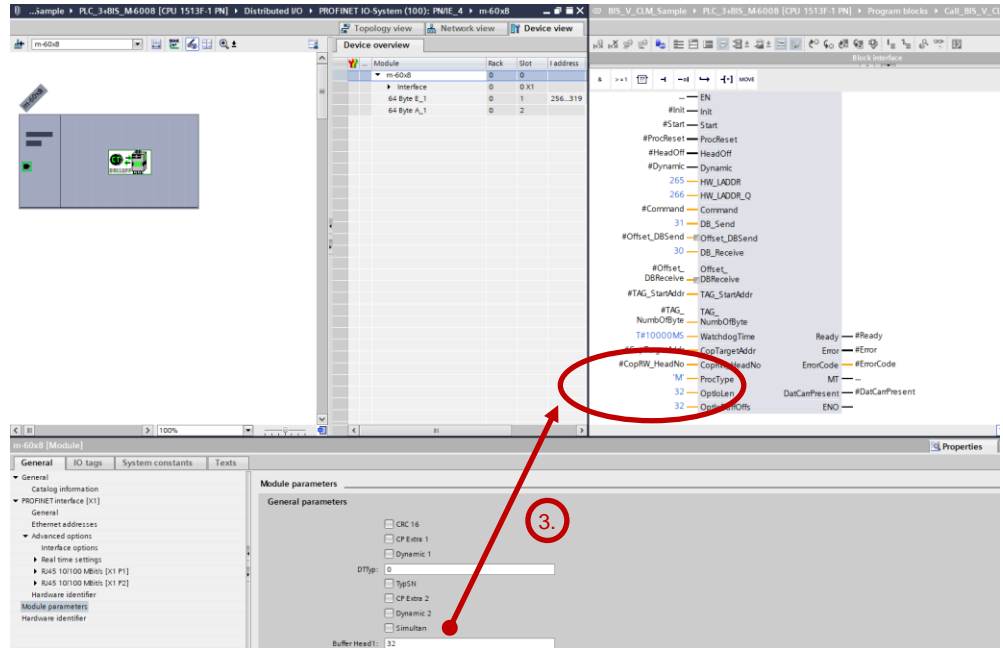 ...Sample ▸ PLC_3+BIS_M-6008 [CPU 1513F-1 PN] ▸ Distributed I/O ▸ PROFINET IO-System (100): PN/IE_4 ▸ m-60x8
Topology view
Network view
Device view
m-60x8
m-60x8
BALLUFF
100%
Device overview
... Module Rack Slot I address
m-60x8 0 0
Interface 0 0 X1
64 Byte E_1 0 1 256...319
64 Byte A_1 0 2
BIS_V_CLM_Sample ▸ PLC_3+BIS_M-6008 [CPU 1513F-1 PN] ▸ Program blocks ▸ Call_BIS_V
Block interface
& >=1 MOVE
... EN
#Init Init
#Start Start
#ProcReset ProcReset
#HeadOff HeadOff
#Dynamic Dynamic
265 HW_LADDR
266 HW_LADDR_Q
#Command Command
31 DB_Send
#Offset_DBSend Offset_DBSend
30 DB_Receive
#Offset_ Offset_
DBReceive DBReceive
#TAG_StartAddr TAG_StartAddr
#TAG_ TAG_
NumbOfByte NumbOfByte
T#10000MS WatchdogTime Ready #Ready
#CopTargetAddr CopTargetAddr Error #Error
#CopRW_HeadNo CopRW_HeadNo ErrorCode #ErrorCode
'M' ProcType MT ...
32 OptIoLen DatCarrPresent #DatCarrPresent
32 OptIoBuffOffs ENO
m-60x8 [Module]
Properties
General
IO tags
System constants
Texts
General
Catalog information
PROFINET interface [X1]
General
Ethernet addresses
Advanced options
Interface options
Real time settings
RJ45 10/100 MBit/s [X1 P1]
RJ45 10/100 MBit/s [X1 P2]
Hardware identifier
Module parameters
Hardware identifier
Module parameters
General parameters
CRC 16
CP Extra 1
Dynamic 1
DTTyp: 0
TypSN
CP Extra 2
Dynamic 2
Simultan
Buffer Head1: 32
3.